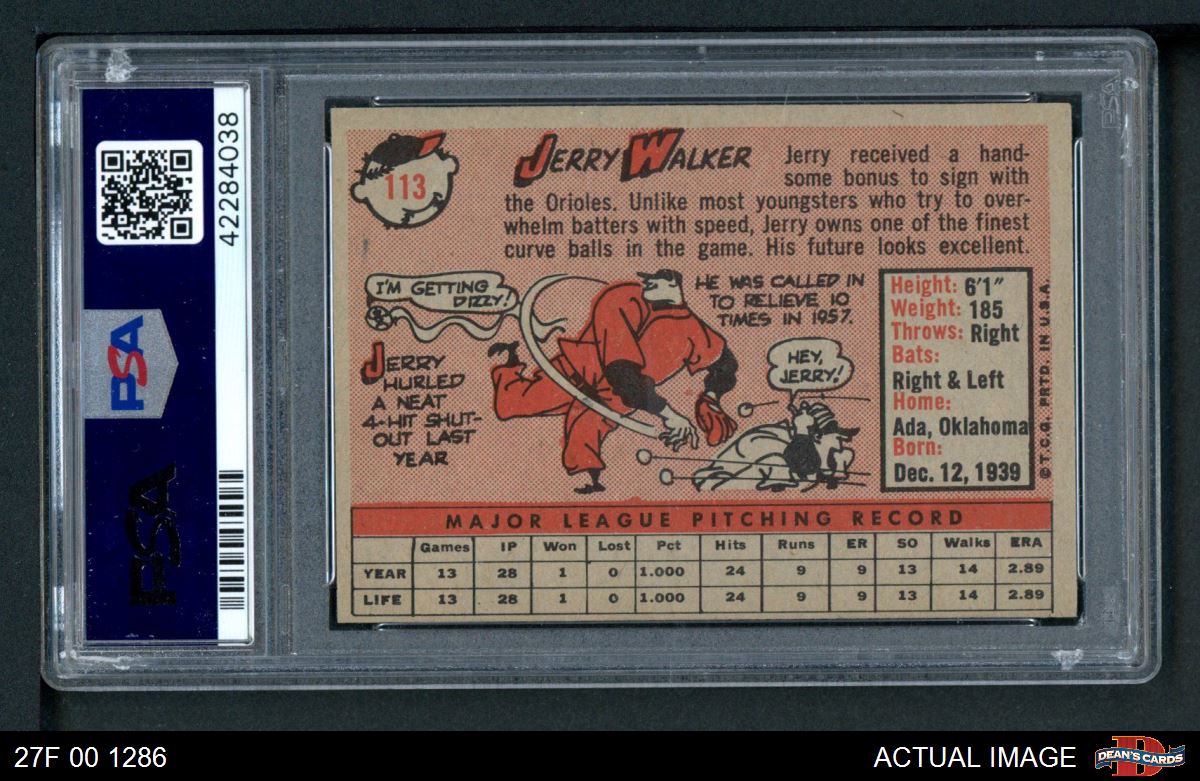 42284038
PSA
PSA
PSA
113
JERRY WALKER
Jerry received a hand-
some bonus to sign with
the Orioles. Unlike most youngsters who try to over-
whelm batters with speed, Jerry owns one of the finest
curve balls in the game. His future looks excellent.
I'M GETTING
DIZZY!
HE WAS CALLED IN
TO RELIEVE 10
TIMES IN 1957.
JERRY
HURLED
A NEAT
4-HIT SHUT-
OUT LAST
YEAR
HEY,
JERRY!
Height: 6'1"
Weight: 185
Throws: Right
Bats:
Right & Left
Home:
Ada, Oklahoma
Born:
Dec. 12, 1939
© T.C.G. PRTD. IN U.S.A.
MAJOR LEAGUE PITCHING RECORD
Games IP Won Lost Pct Hits Runs ER SO Walks ERA
YEAR 13 28 1 0 1.000 24 9 9 13 14 2.89
LIFE 13 28 1 0 1.000 24 9 9 13 14 2.89
27F 00 1286
ACTUAL IMAGE
D
DEAN'S CARDS